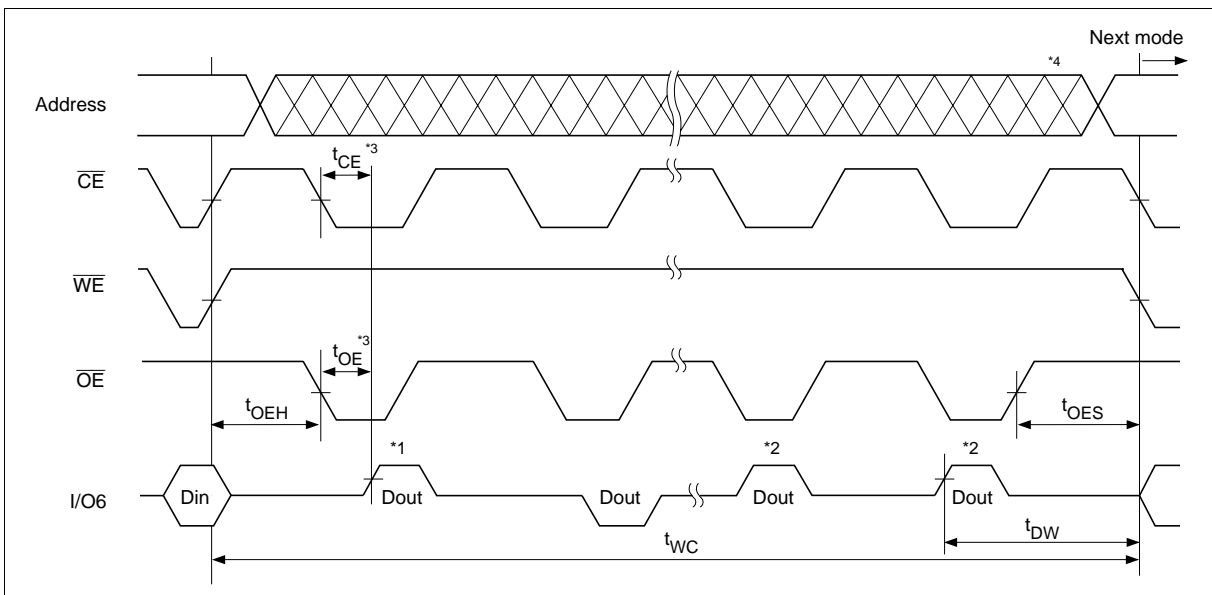 Next mode
*4
Address
tCE *3
CE
WE
tOE *3
OE
tOEH
tOES
*1
*2
*2
I/O6
Din
Dout
Dout
Dout
Dout
tDW
tWC